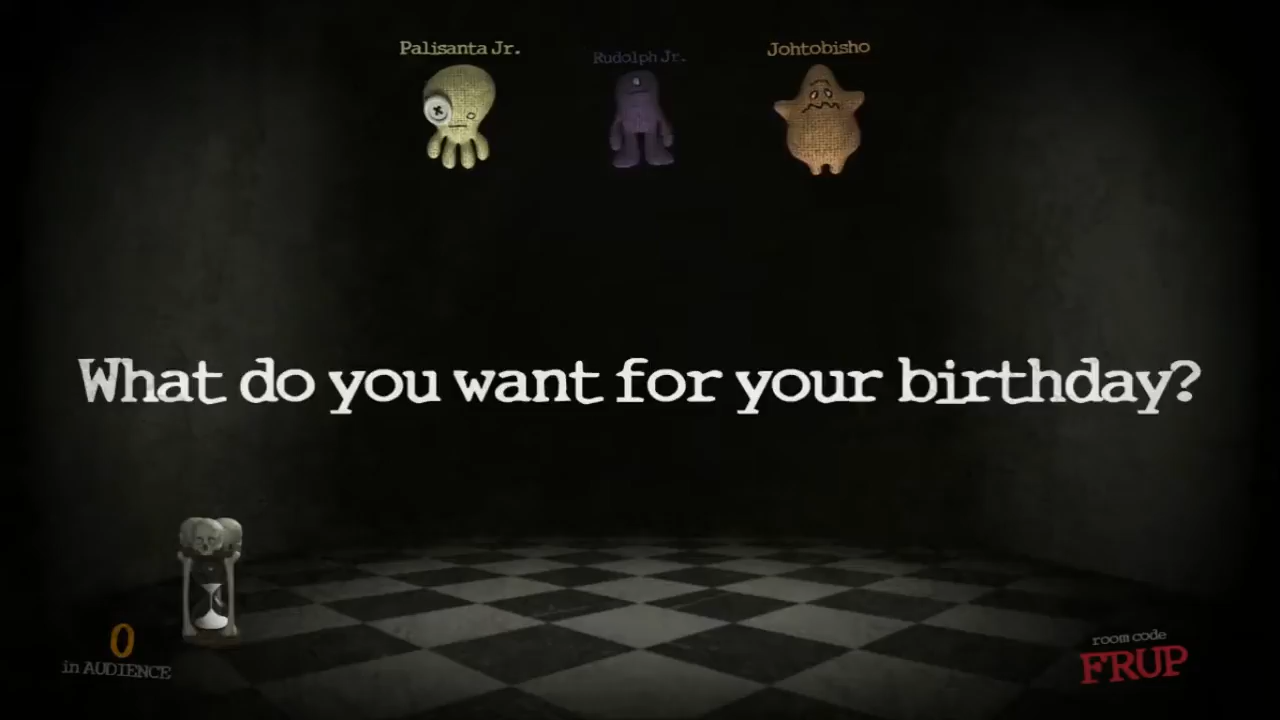 Palisanta Jr.
Rudolph Jr.
Johtobisho
What do you want for your birthday?
0
in AUDIENCE
room code
FRUP